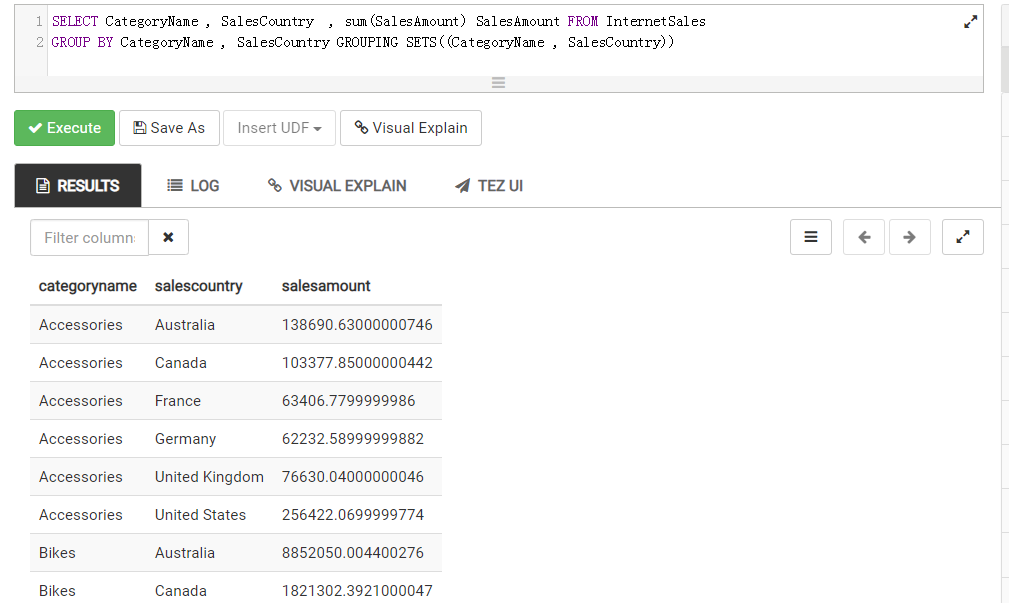 1 SELECT CategoryName , SalesCountry , sum(SalesAmount) SalesAmount FROM InternetSales
2 GROUP BY CategoryName , SalesCountry GROUPING SETS((CategoryName , SalesCountry))
Execute Save As Insert UDF Visual Explain
RESULTS LOG VISUAL EXPLAIN TEZ UI
Filter column
categoryname salescountry salesamount
Accessories Australia 138690.63000000746
Accessories Canada 103377.85000000442
Accessories France 63406.7799999986
Accessories Germany 62232.58999999882
Accessories United Kingdom 76630.04000000046
Accessories United States 256422.0699999774
Bikes Australia 8852050.004400276
Bikes Canada 1821302.3921000047